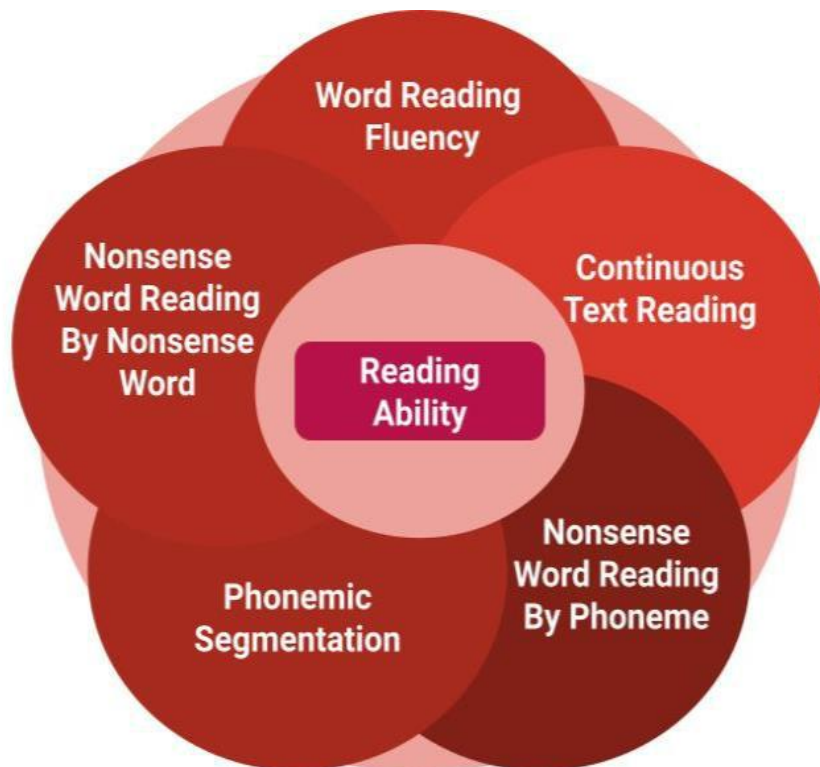 Word Reading
Fluency
Continuous
Text Reading
Nonsense
Word Reading
By Phoneme
Phonemic
Segmentation
Nonsense
Word Reading
By Nonsense
Word
Reading
Ability